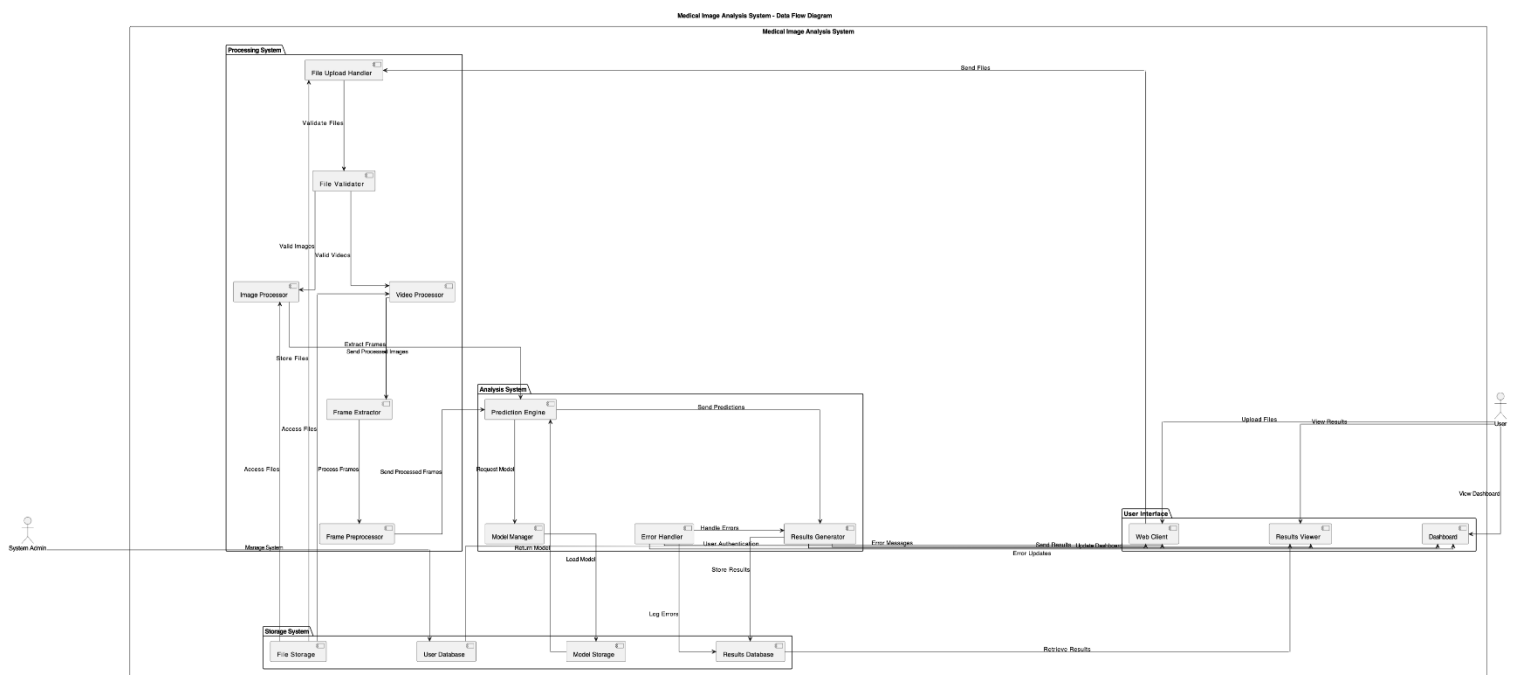 Medical Image Analysis System - Data Flow Diagram
Medical Image Analysis System
Processing System
File Upload Handler
Send Files
Validate Files
File Validator
Valid Images
Valid Videos
Image Processor
Video Processor
Extract Frames
Send Processed Images
Store Files
Analysis System
Frame Extractor
Prediction Engine
Send Predictions
Upload Files
View Results
User
Access Files
Access Files
Process Frames
Send Processed Frames
Request Model
View Dashboard
User Interface
Frame Preprocessor
Model Manager
Error Handler
Handle Errors
Results Generator
Web Client
Results Viewer
Dashboard
System Admin
Manage System
Return Model
User Authentication
Error Messages
Send Results
Update Dashboard
Error Updates
Load Model
Store Results
Log Errors
Storage System
File Storage
User Database
Model Storage
Results Database
Retrieve Results